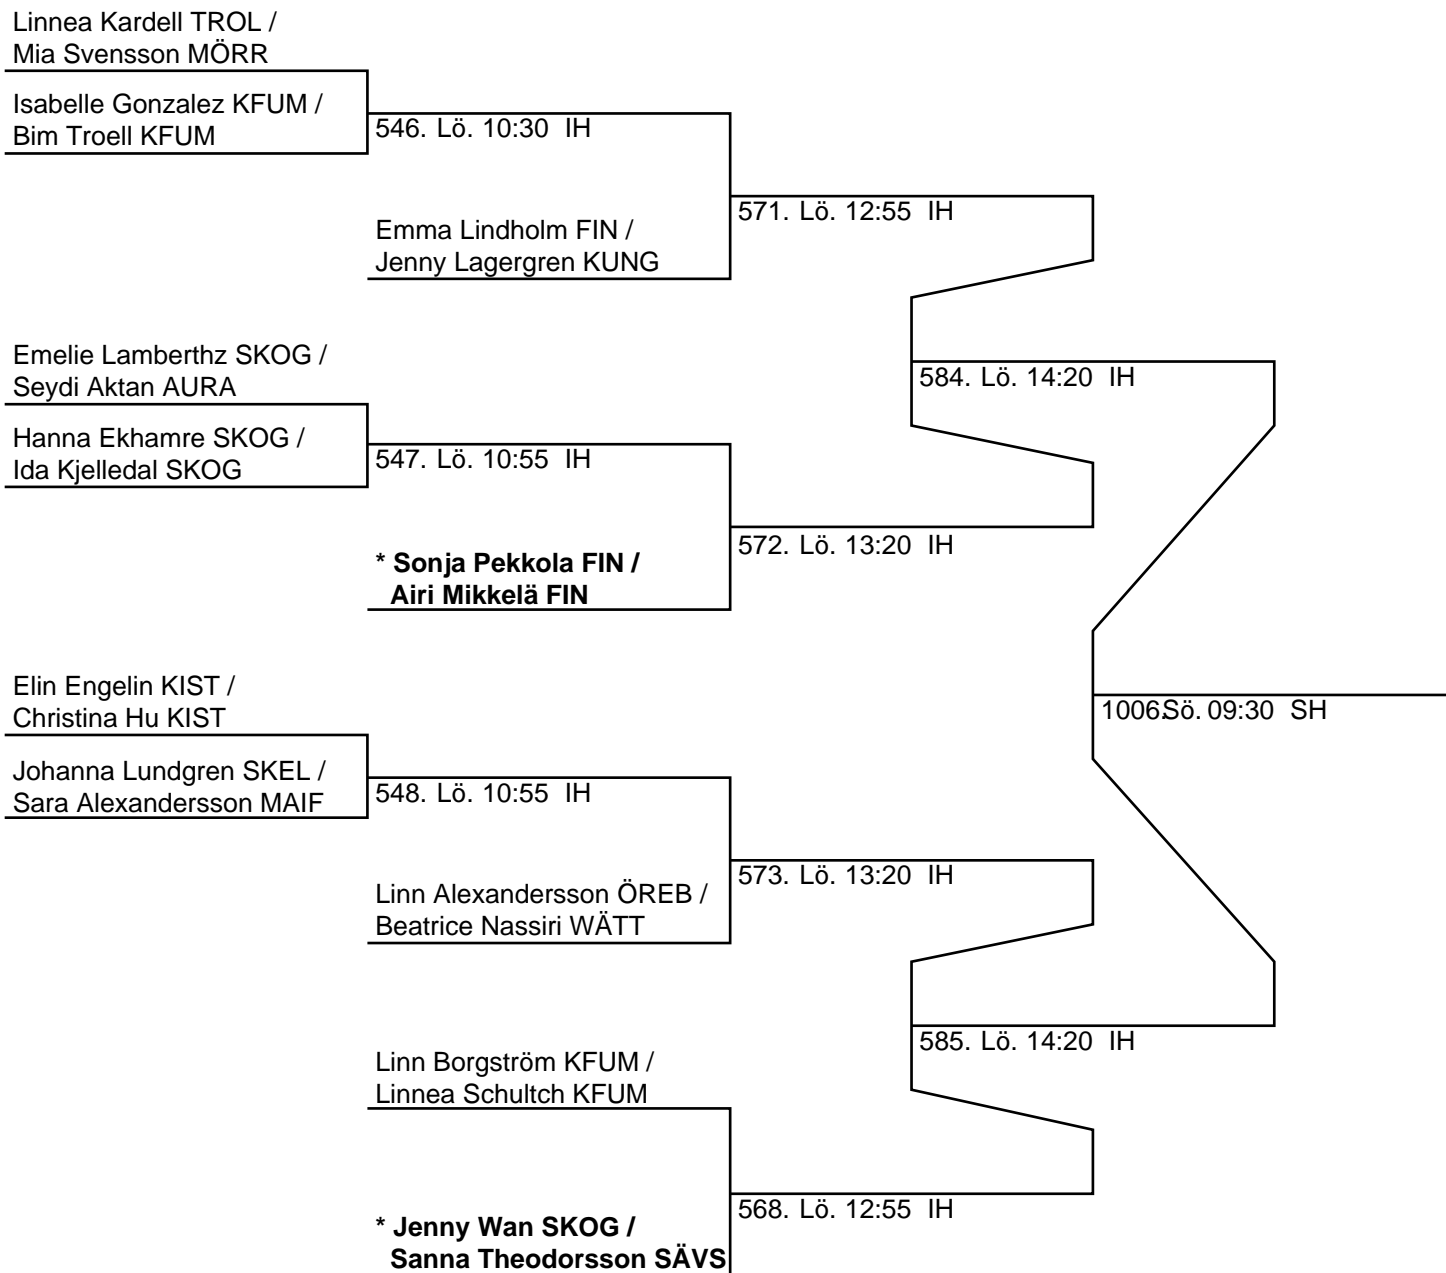 Linnea Kardell TROL /
Mia Svensson MÖRR
Isabelle Gonzalez KFUM /
Bim Troell KFUM
546. Lö. 10:30 IH
571. Lö. 12:55 IH
Emma Lindholm FIN /
Jenny Lagergren KUNG
Emelie Lamberthz SKOG /
Seydi Aktan AURA
584. Lö. 14:20 IH
Hanna Ekhamre SKOG /
Ida Kjelledal SKOG
547. Lö. 10:55 IH
572. Lö. 13:20 IH
* Sonja Pekkola FIN /
Airi Mikkelä FIN
Elin Engelin KIST /
Christina Hu KIST
1006. Sö. 09:30 SH
Johanna Lundgren SKEL /
Sara Alexandersson MAIF
548. Lö. 10:55 IH
573. Lö. 13:20 IH
Linn Alexandersson ÖREB /
Beatrice Nassiri WÄTT
585. Lö. 14:20 IH
Linn Borgström KFUM /
Linnea Schultch KFUM
568. Lö. 12:55 IH
* Jenny Wan SKOG /
Sanna Theodorsson SÄVS